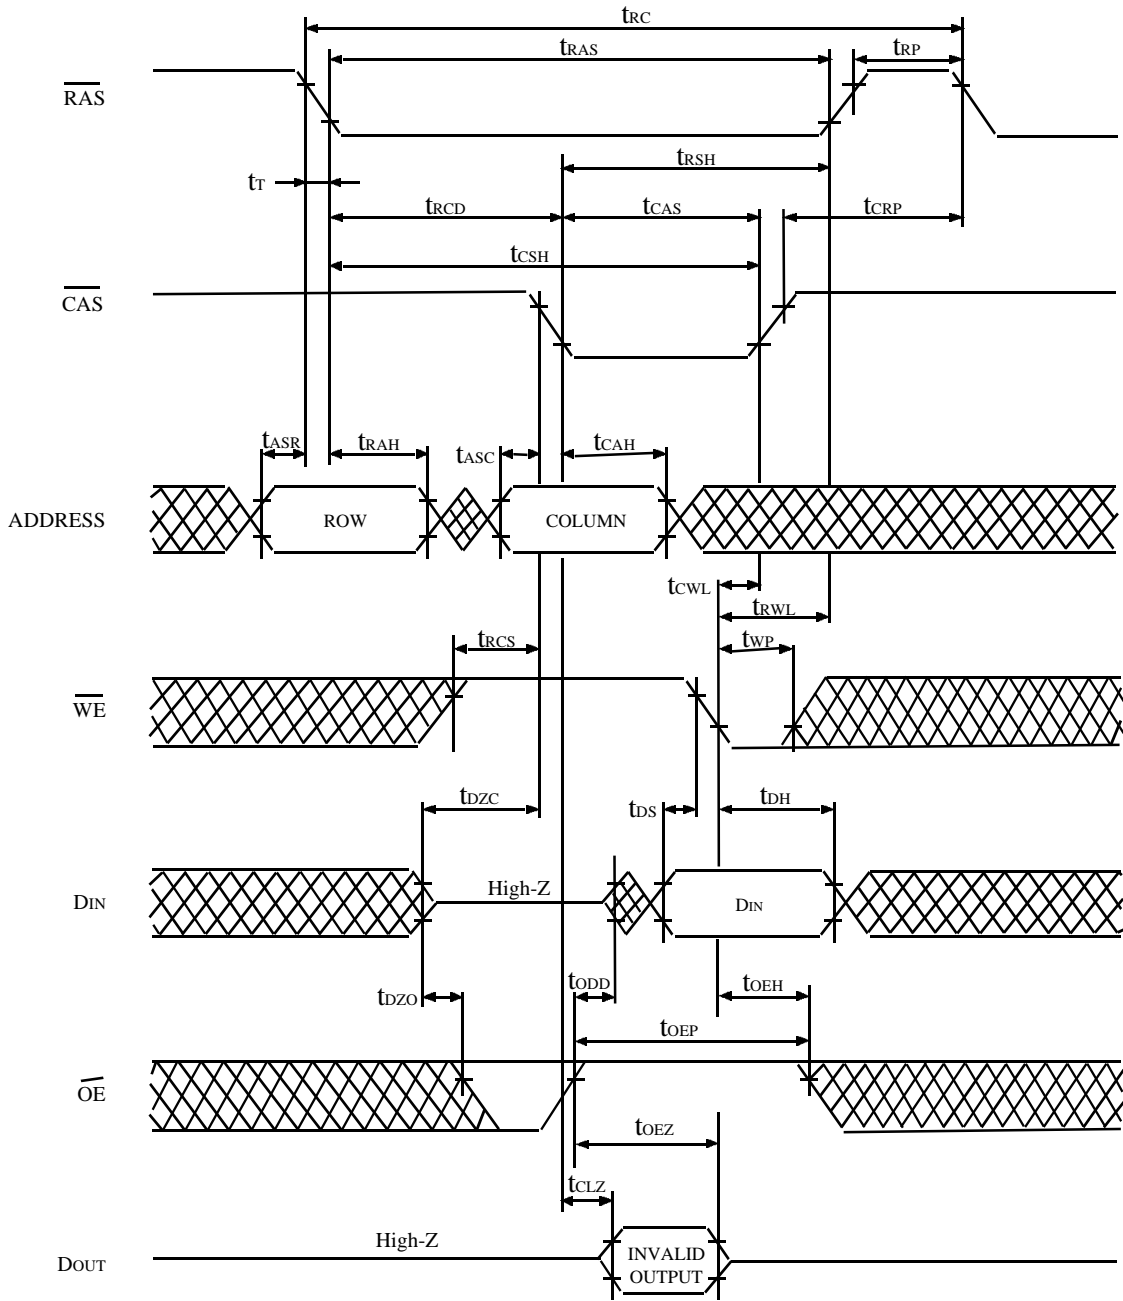 tRC
tRAS
tRP
RAS
tRSH
tT
tRCD
tCAS
tCRP
tCSH
CAS
tASR
tRAH
tASC
tCAH
ADDRESS
ROW
COLUMN
tCWL
tRWL
tRCS
tWP
WE
tDZC
tDS
tDH
DIN
High-Z
DIN
tDZO
tODD
tOEH
tOEP
OE
tOEZ
tCLZ
DOUT
High-Z
INVALID
OUTPUT